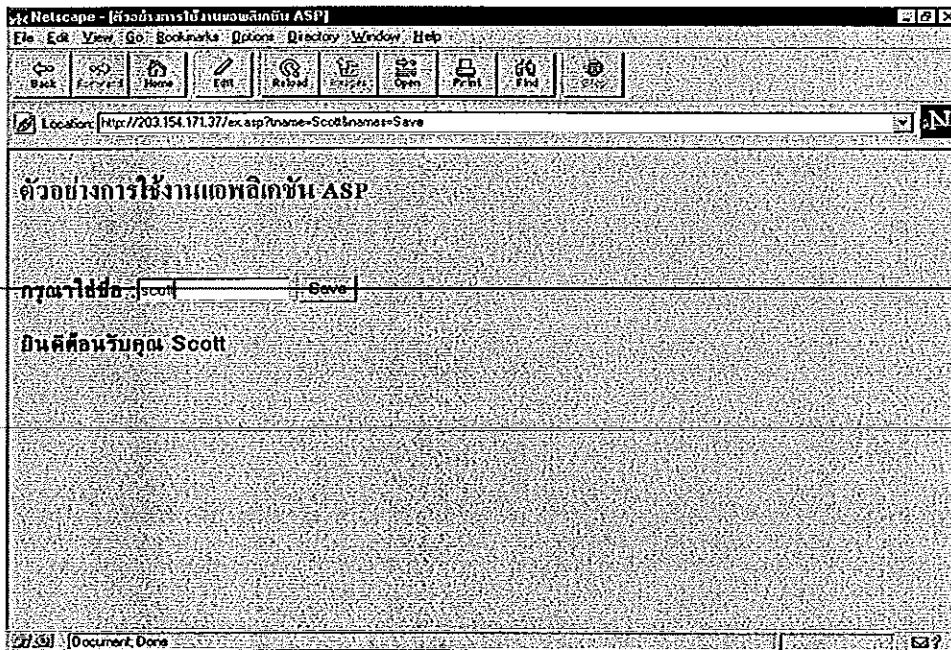 Netscape - [ตัวอย่างการใช้งานแอพลิเคชัน ASP]
File Edit View Go Bookmarks Options Directory Window Help
Back Forward Home Edit Reload Images Open Print Find Stop
Location: http://203.154.171.37/ex.asp?tname=Scott&names=Save
N
ตัวอย่างการใช้งานแอพลิเคชัน ASP
กรุณาใส่ชื่อ : scott Save
ยินดีต้อนรับคุณ Scott
Document: Done